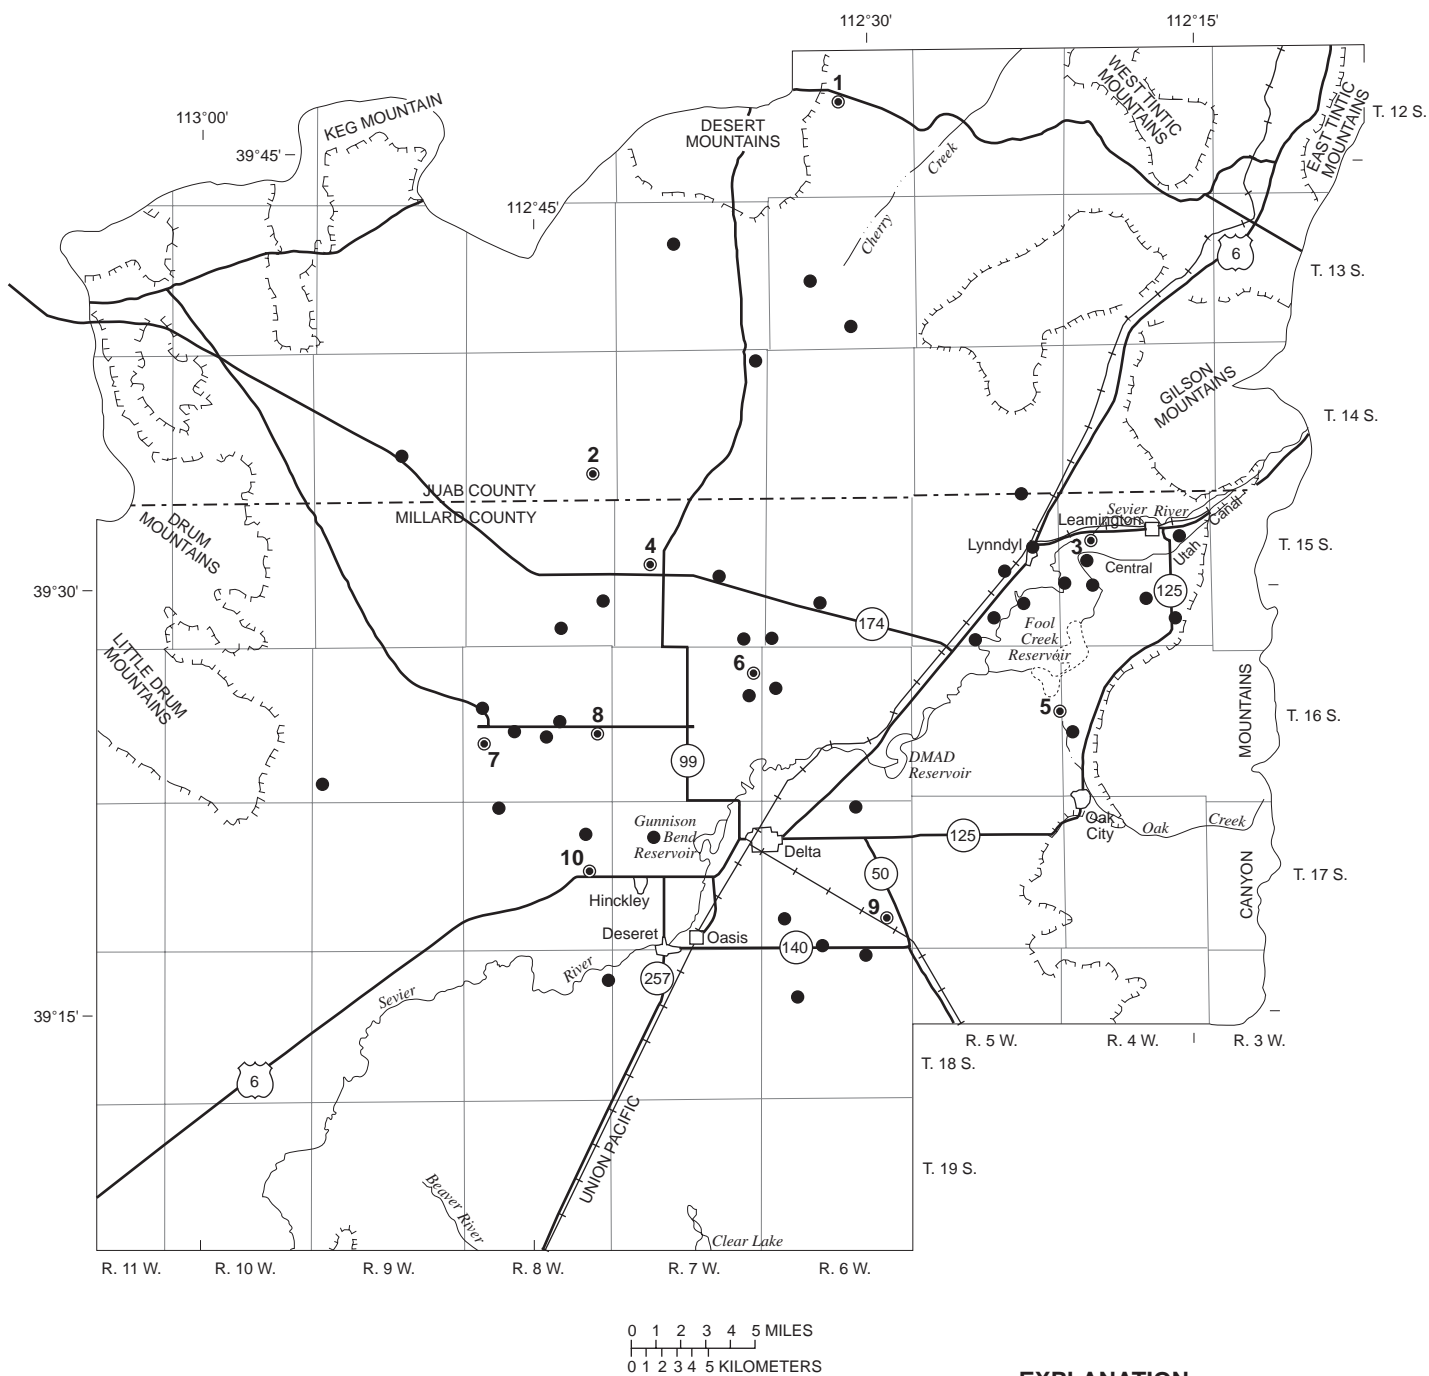 112°30'
112°15'
1
113°00'
39°45'
KEG MOUNTAIN
DESERT
MOUNTAINS
WEST TINTIC
MOUNTAINS
EAST TINTIC
MOUNTAINS
T. 12 S.
Cherry
Creek
112°45'
6
T. 13 S.
GILSON
MOUNTAINS
T. 14 S.
2
JUAB COUNTY
MILLARD COUNTY
DRUM
MOUNTAINS
Leamington
Sevier River
Canal
Lynndyl
3
Central
Utah
T. 15 S.
4
39°30'
125
174
Fool
Creek
Reservoir
LITTLE DRUM
MOUNTAINS
6
5
MOUNTAINS
T. 16 S.
8
7
99
DMAD
Reservoir
Gunnison
Bend
Reservoir
Delta
125
Oak
City
Oak
Creek
10
Hinckley
50
9
CANYON
T. 17 S.
Deseret
Oasis
140
257
Sevier
River
39°15'
R. 5 W.
R. 4 W.
R. 3 W.
T. 18 S.
6
UNION PACIFIC
T. 19 S.
Beaver River
Clear Lake
R. 11 W.
R. 10 W.
R. 9 W.
R. 8 W.
R. 7 W.
R. 6 W.
0 1 2 3 4 5 MILES
0 1 2 3 4 5 KILOMETERS
EXPLANATION